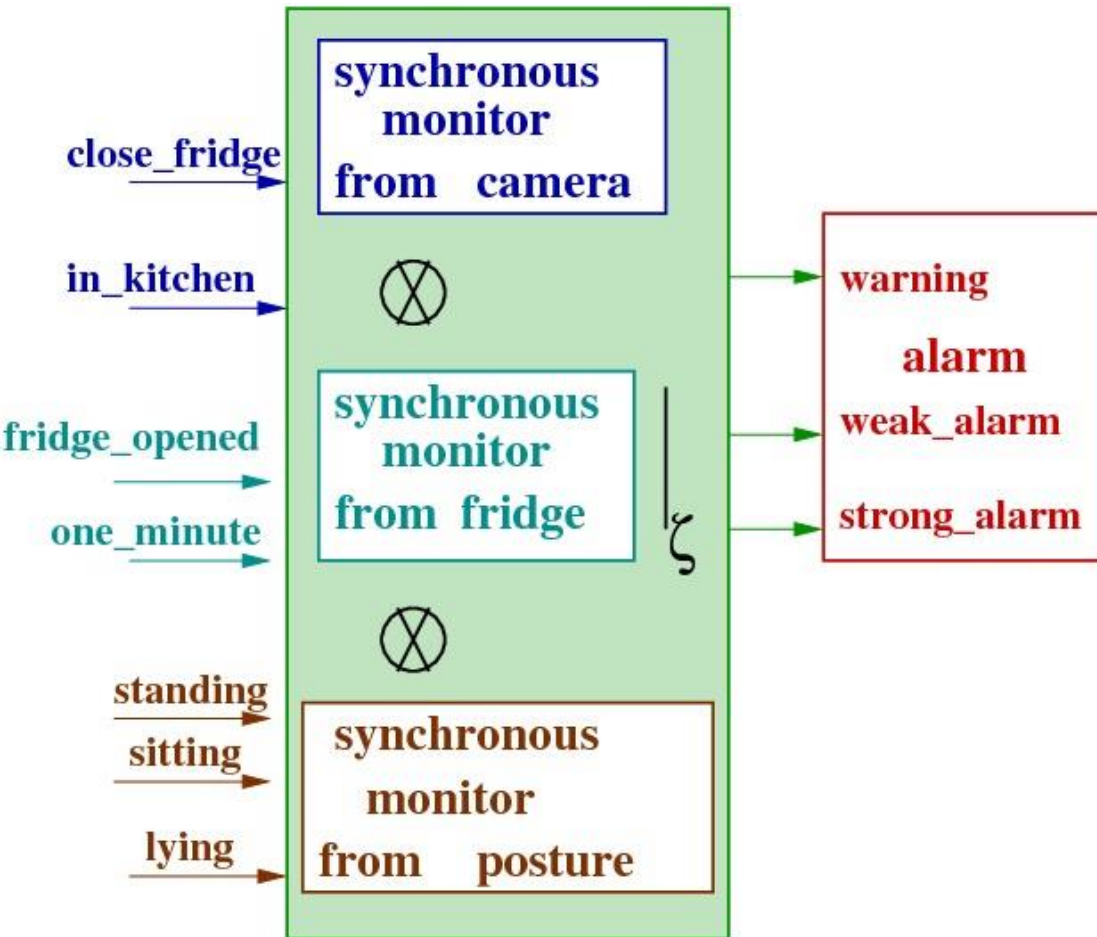 synchronous
monitor
from camera
close_fridge
in_kitchen
warning
alarm
weak_alarm
strong_alarm
fridge_opened
one_minute
synchronous
monitor
from fridge
ζ
standing
sitting
lying
synchronous
monitor
from posture